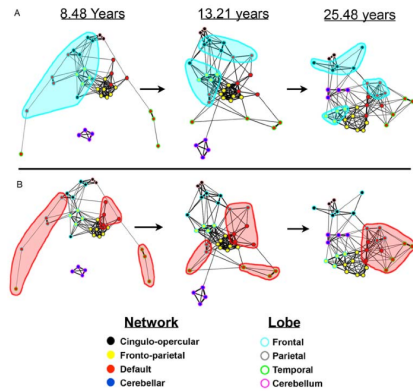 8.48 Years 13.21 years 25.48 years
A
B
Network Lobe
Cingulo-opercular Frontal
Fronto-parietal Parietal
Default Temporal
Cerebellar Cerebellum